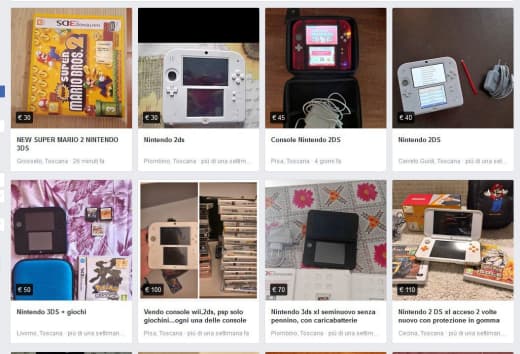 € 30
NEW SUPER MARIO 2 NINTENDO
3DS
Grosseto, Toscana · 26 minuti fa
€ 30
Nintendo 2ds
Piombino, Toscana · più di una settim...
€ 45
Console Nintendo 2DS
Pisa, Toscana · 4 giorni fa
€ 40
Nintendo 2DS
Cerreto Guidi, Toscana · più di una set...
€ 50
Nintendo 3DS + giochi
Livorno, Toscana · più di una settiman...
€ 100
Vendo console wii,2ds, psp solo
giochini...ogni una delle console
Pisa, Toscana · più di una settimana fa
€ 70
Nintendo 3ds xl seminuovo senza
pennino, con caricabatterie
Piombino, Toscana · più di una settim...
€ 110
Nintendo 2 DS xl acceso 2 volte
nuovo con protezione in gomma
Cecina, Toscana · più di una settiman...
NEW
SUPER
MARIO BROS.
2